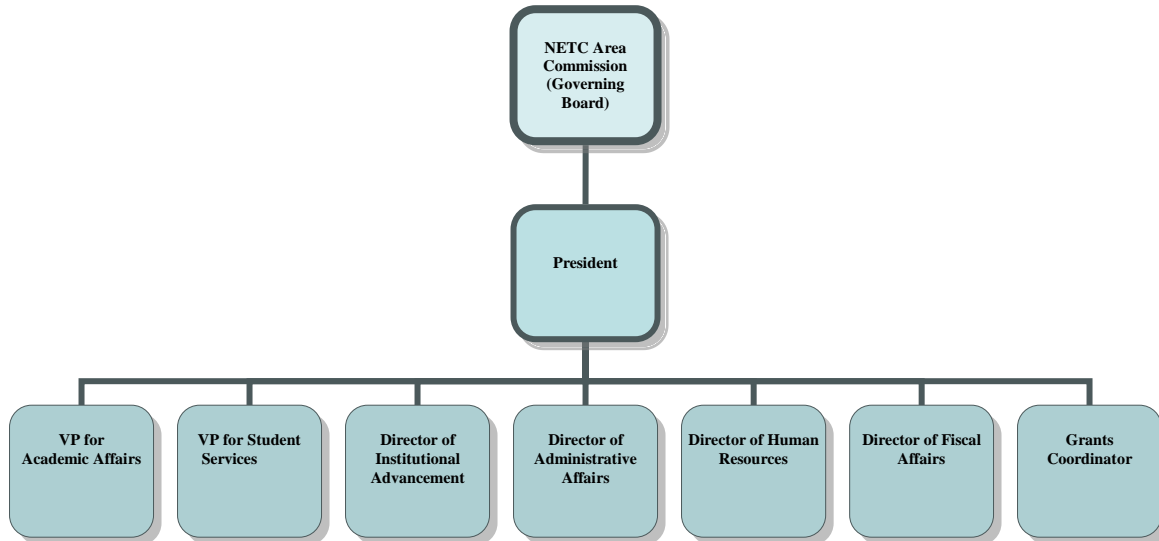 NETC Area
Commission
(Governing
Board)
President
VP for
Academic Affairs
VP for Student
Services
Director of
Institutional
Advancement
Director of
Administrative
Affairs
Director of Human
Resources
Director of Fiscal
Affairs
Grants
Coordinator